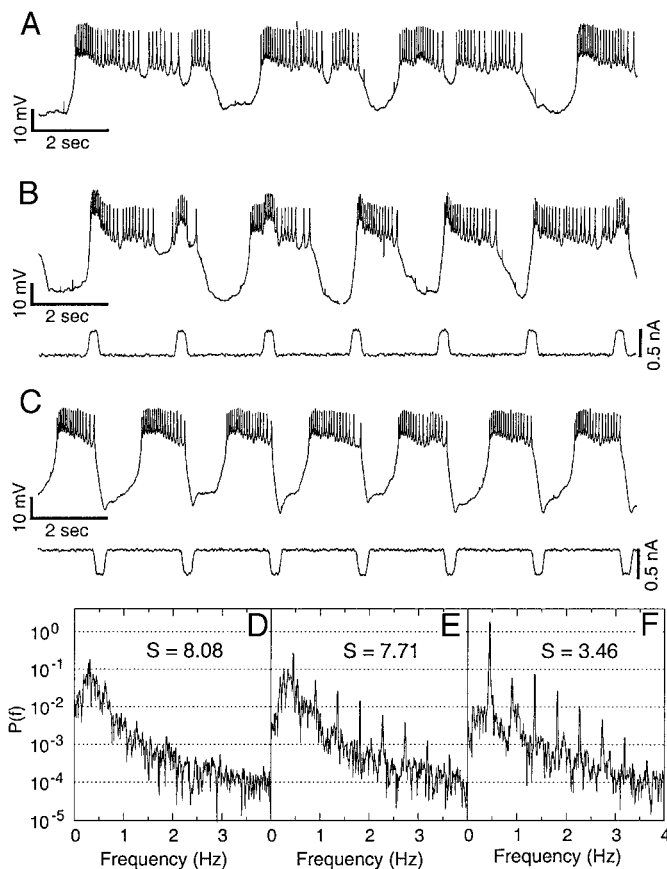 A
10 mV
2 sec
B
10 mV
2 sec
0.5 nA
C
10 mV
2 sec
0.5 nA
D
E
F
S = 8.08
S = 7.71
S = 3.46
P(f)
10^0
10^-1
10^-2
10^-3
10^-4
10^-5
0 1 2 3 0 1 2 3 0 1 2 3 4
Frequency (Hz) Frequency (Hz) Frequency (Hz)